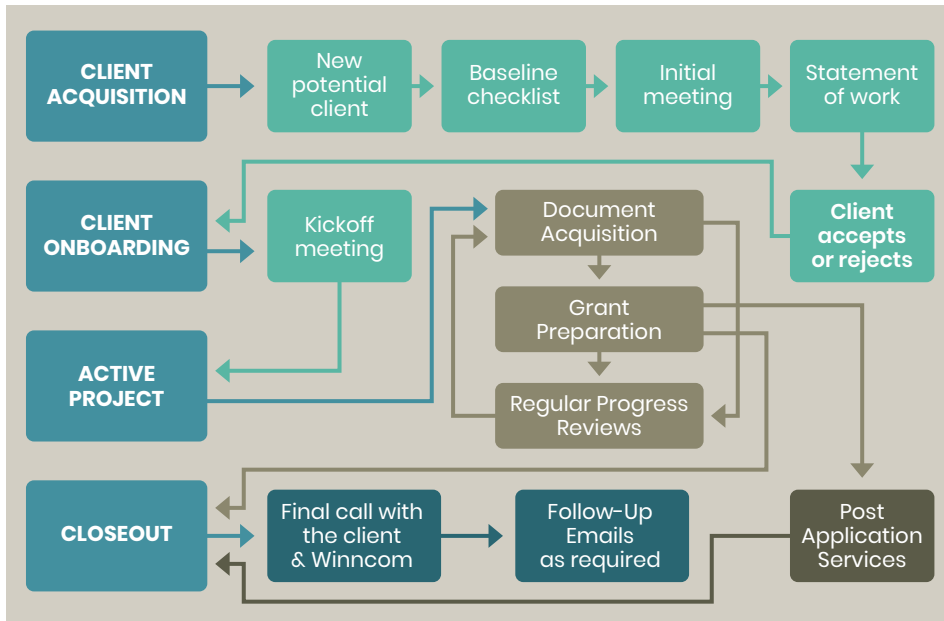 CLIENT
ACQUISITION
New
potential
client
Baseline
checklist
Initial
meeting
Statement
of work
CLIENT
ONBOARDING
Kickoff
meeting
Document
Acquisition
Client
accepts
or rejects
Grant
Preparation
ACTIVE
PROJECT
Regular Progress
Reviews
CLOSEOUT
Final call with
the client
& Winncom
Follow-Up
Emails
as required
Post
Application
Services